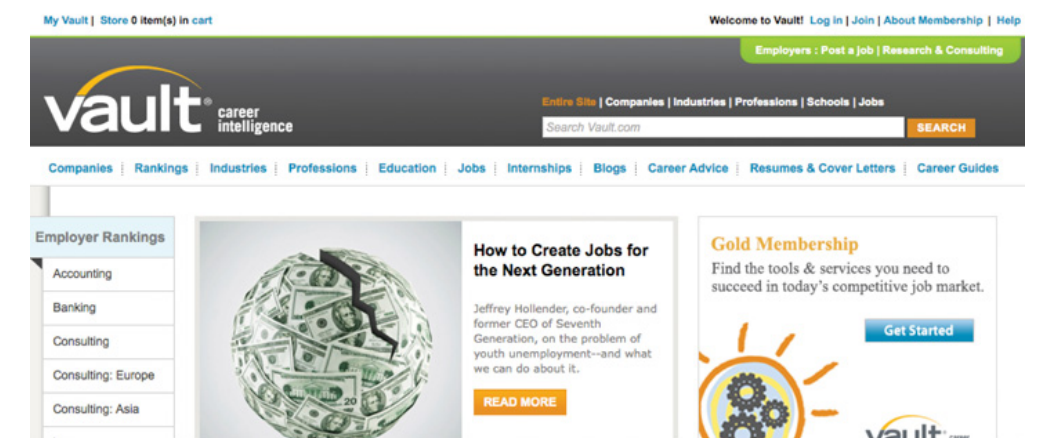 My Vault | Store 0 item(s) in cart
Welcome to Vault! Log in | Join | About Membership | Help
Employers : Post a job | Research & Consulting
vault career
intelligence
Entire Site | Companies | Industries | Professions | Schools | Jobs
Search Vault.com SEARCH
Companies Rankings Industries Professions Education Jobs Internships Blogs Career Advice Resumes & Cover Letters Career Guides
Employer Rankings
Accounting
Banking
Consulting
Consulting: Europe
Consulting: Asia
How to Create Jobs for
the Next Generation
Jeffrey Hollender, co-founder and
former CEO of Seventh
Generation, on the problem of
youth unemployment--and what
we can do about it.
READ MORE
Gold Membership
Find the tools & services you need to
succeed in today's competitive job market.
Get Started
vault career